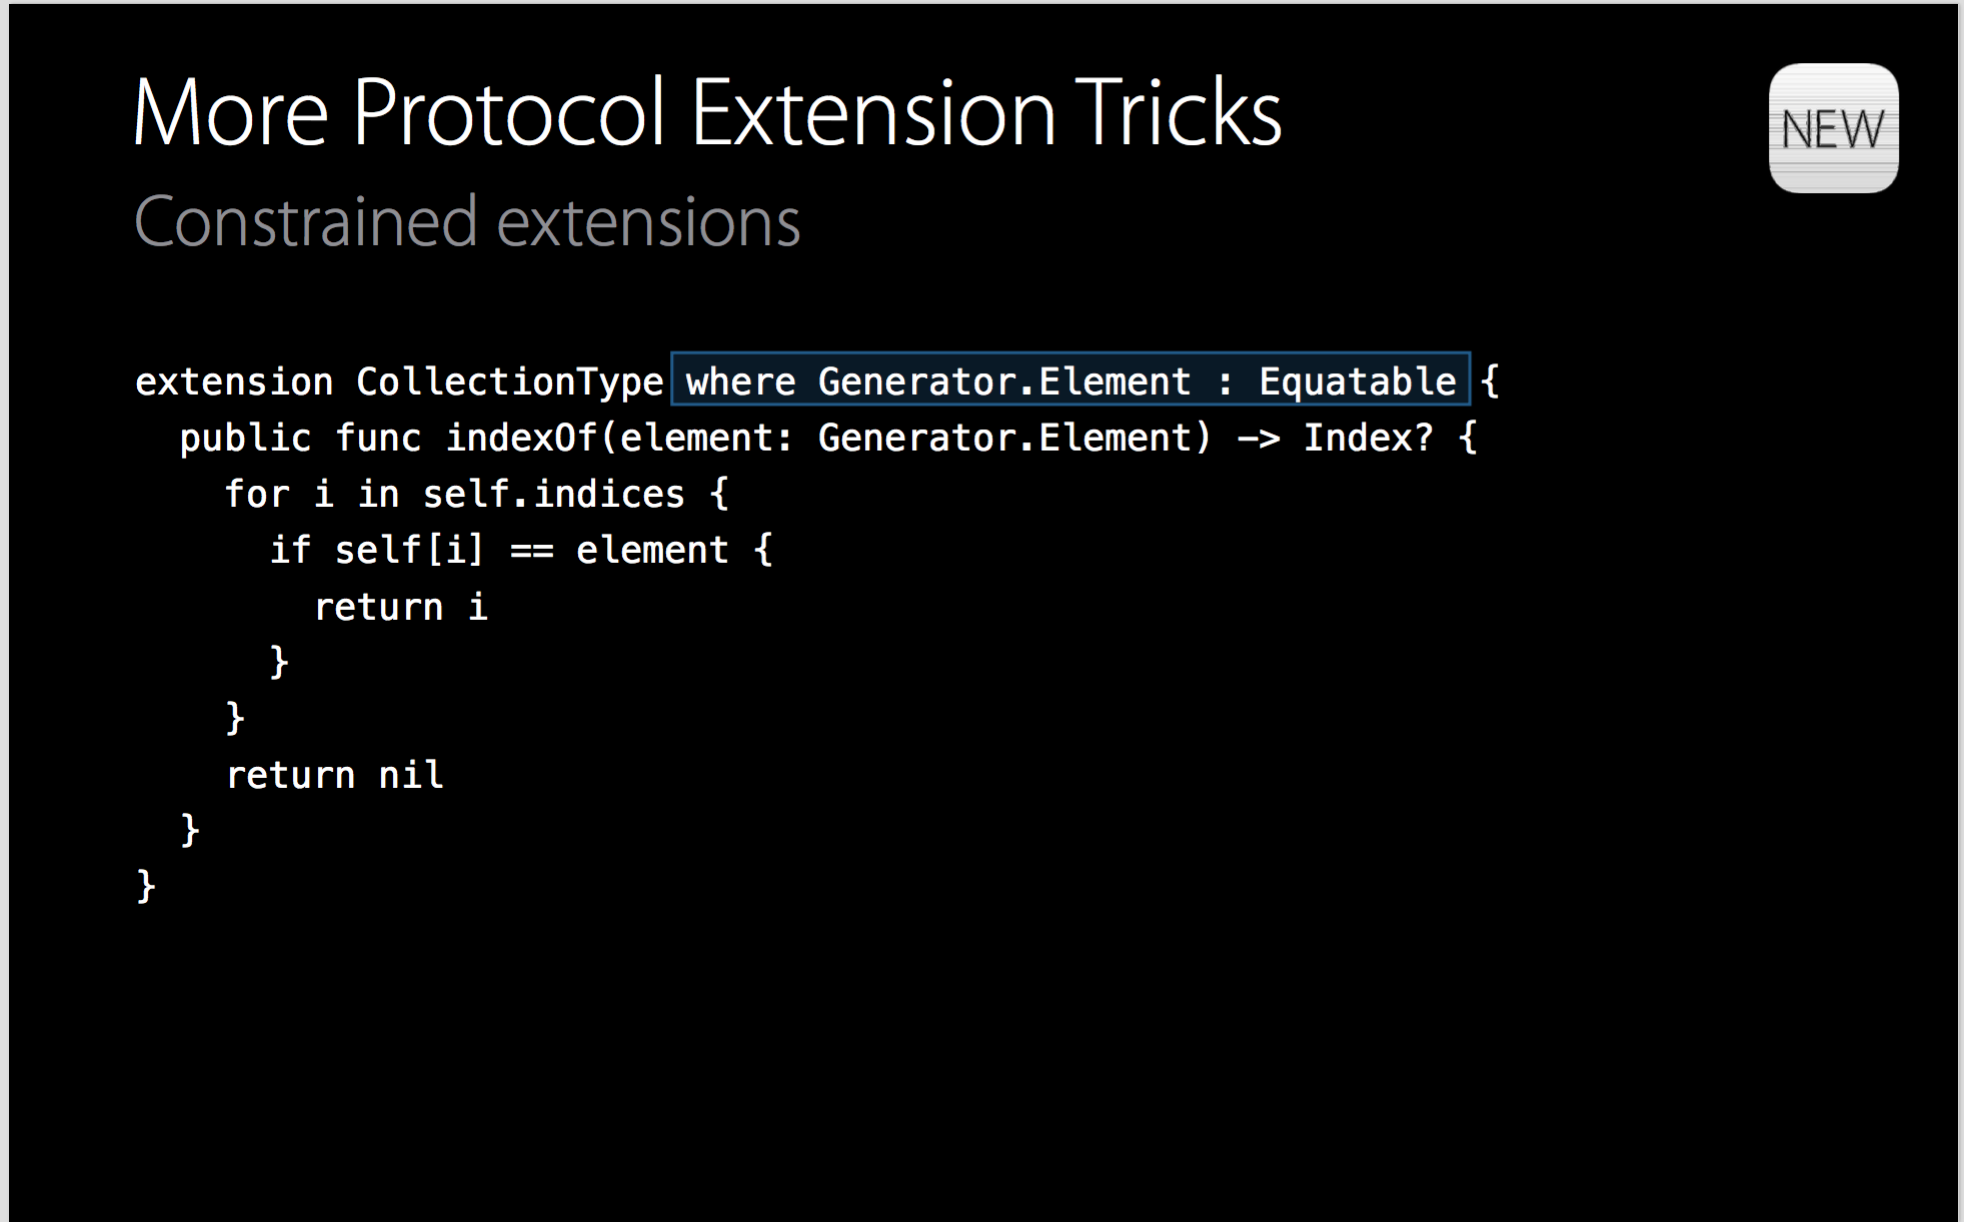 More Protocol Extension Tricks
NEW
Constrained extensions
extension CollectionType where Generator.Element : Equatable {
  public func indexOf(element: Generator.Element) -> Index? {
    for i in self.indices {
      if self[i] == element {
        return i
      }
    }
    return nil
  }
}